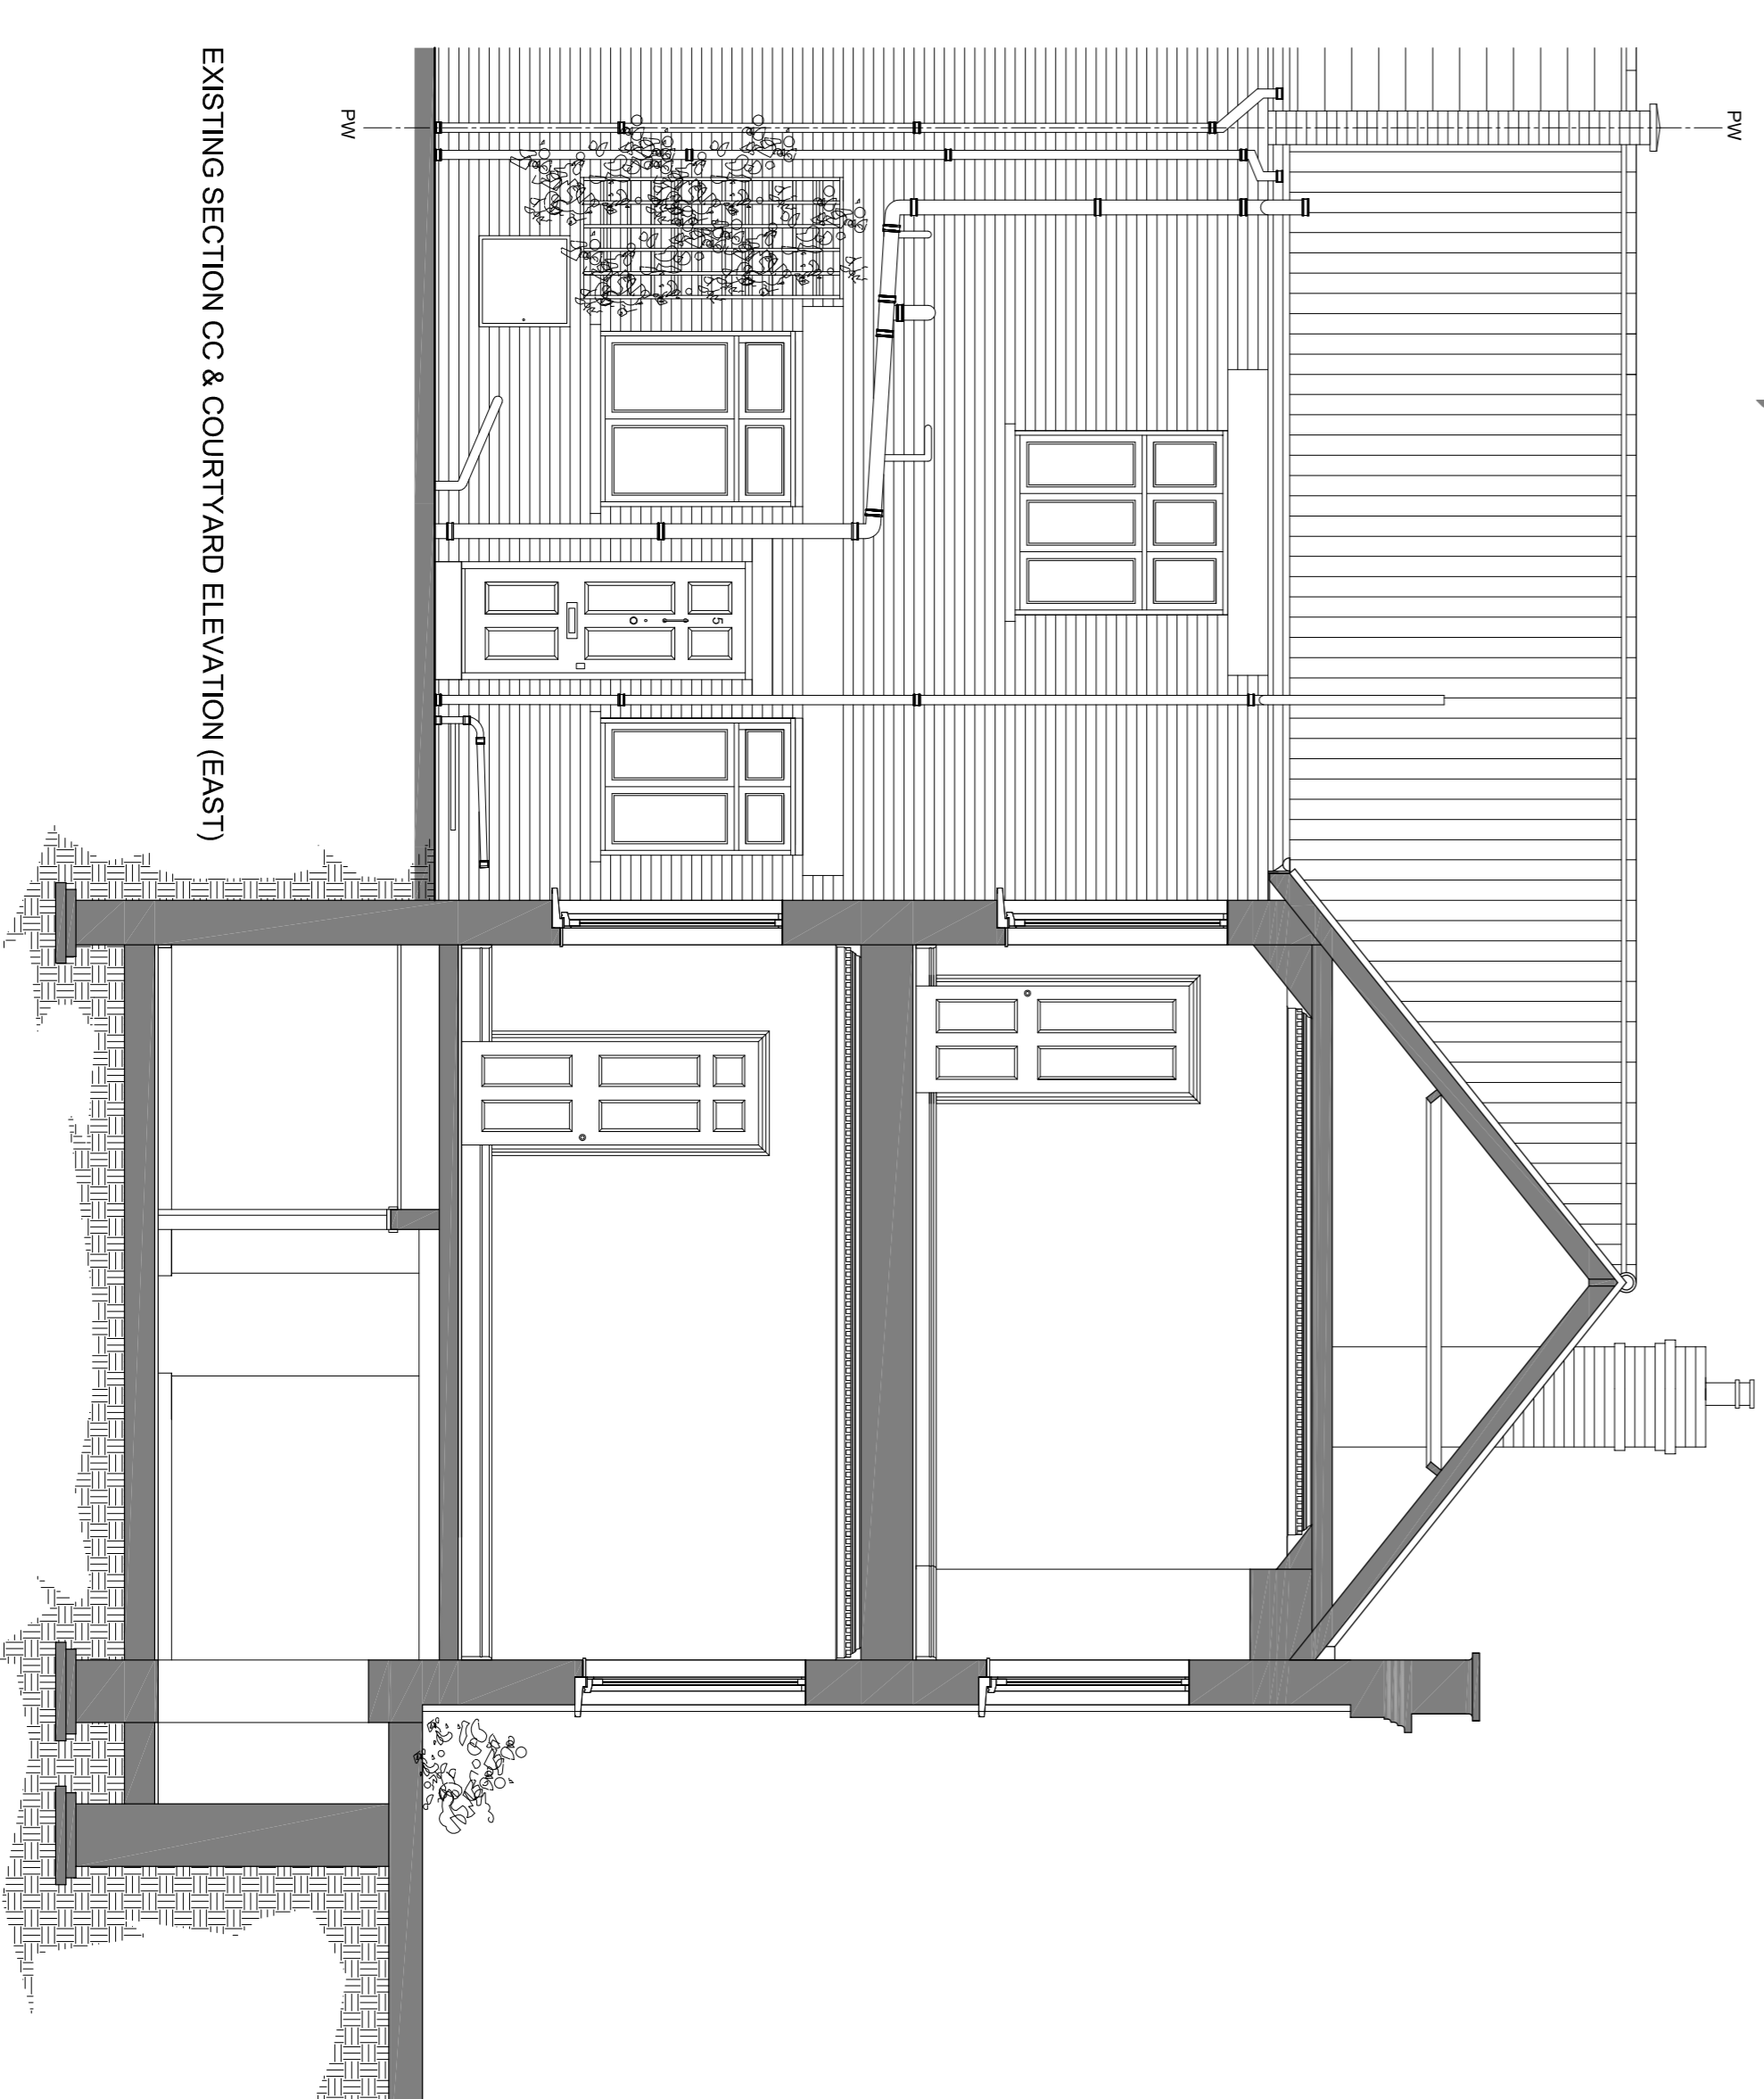 PW
5
PW
EXISTING SECTION CC & COURTYARD ELEVATION (EAST)